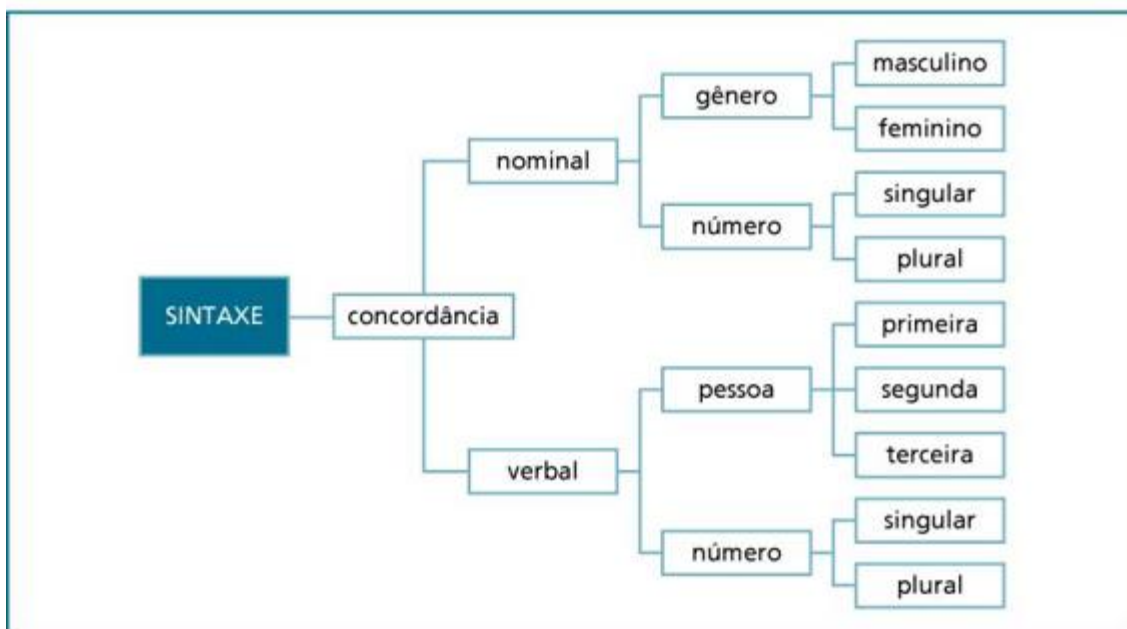 SINTAXE
concordância
nominal
gênero
masculino
feminino
número
singular
plural
verbal
pessoa
primeira
segunda
terceira
número
singular
plural